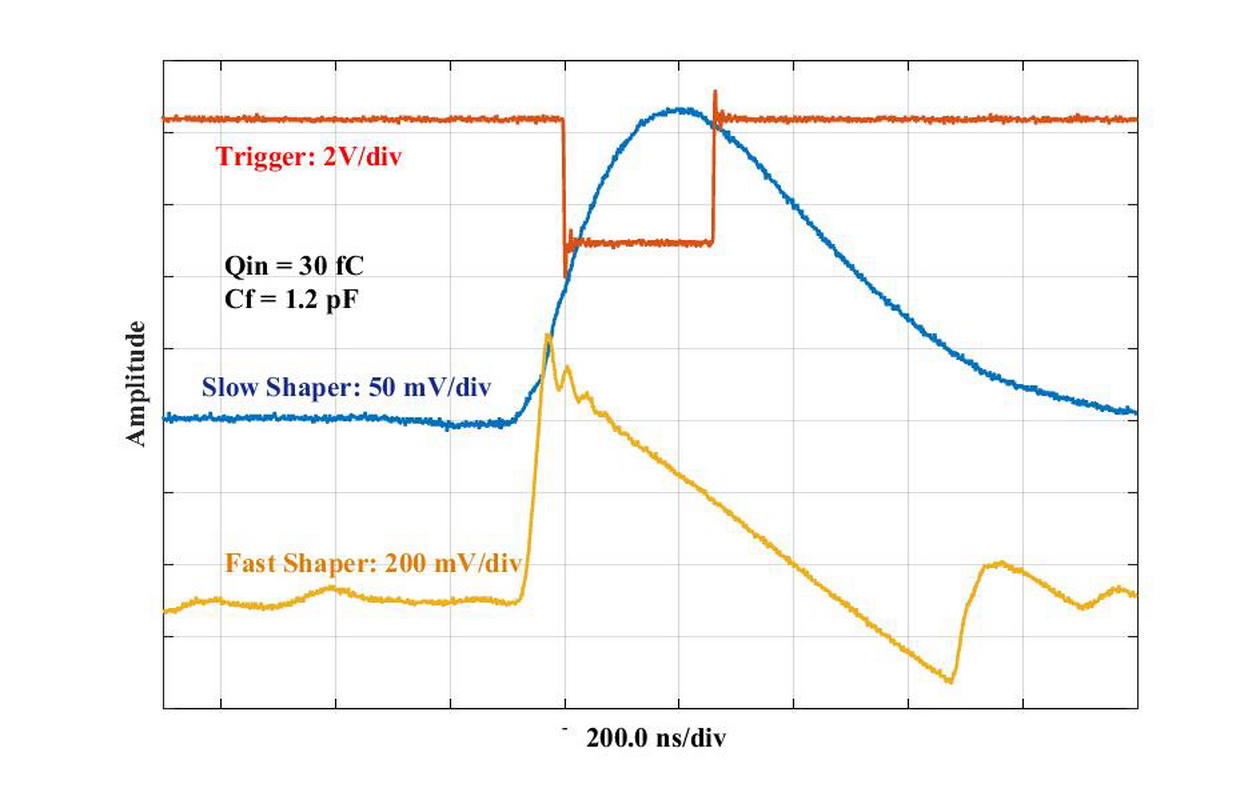 Trigger: 2V/div
Qin = 30 fC
Cf = 1.2 pF
Amplitude
Slow Shaper: 50 mV/div
Fast Shaper: 200 mV/div
- 200.0 ns/div